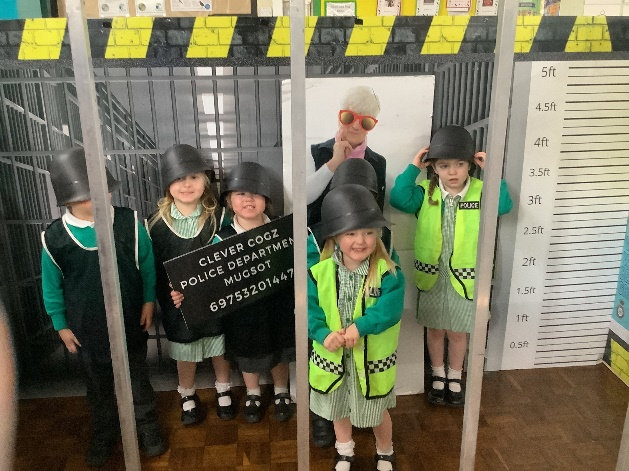 5ft
4.5ft
4ft
3.5ft
3ft
2.5ft
2ft
1.5ft
1ft
0.5ft
CLEVER COGZ
POLICE DEPARTMEN
MUGSOT
69753201447
POLICE